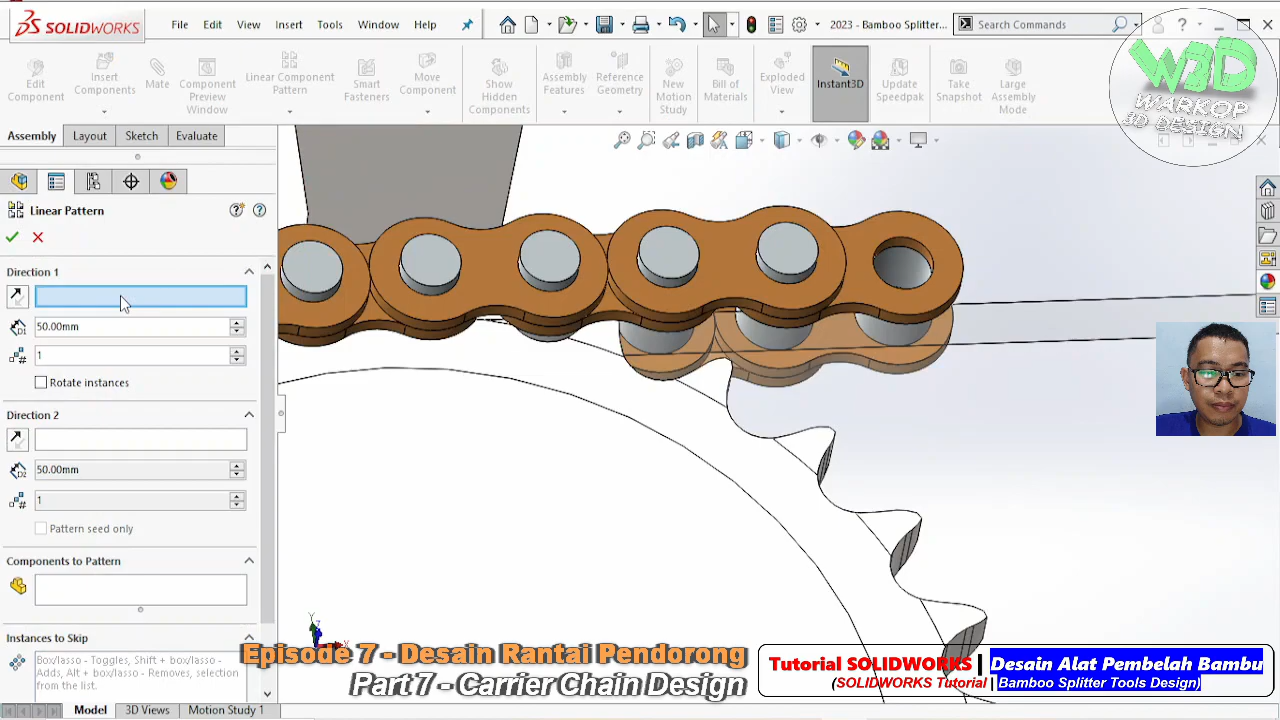 SOLIDWORKS
File
Edit
View
Insert
Tools
Window
Help
2023 - Bamboo Splitter...
Search Commands
?
W3D
WARKOP
3D DESIGN
Edit
Component
Insert
Components
Mate
Component
Preview
Window
Linear Component
Pattern
Smart
Fasteners
Move
Component
Show
Hidden
Components
Assembly
Features
Reference
Geometry
New
Motion
Study
Bill of
Materials
Exploded
View
Instant3D
Update
Speedpak
Take
Snapshot
Large
Assembly
Mode
Assembly
Layout
Sketch
Evaluate
Linear Pattern
Direction 1
50.00mm
1
Rotate instances
Direction 2
50.00mm
1
Pattern seed only
Components to Pattern
Instances to Skip
Box/lasso - Toggles, Shift + box/lasso -
Adds, Alt + box/lasso - Removes, selection
from the list.
Y
Z
X
Episode 7 - Desain Rantai Pendorong
Part 7 - Carrier Chain Design
Tutorial SOLIDWORKS | Desain Alat Pembelah Bambu
(SOLIDWORKS Tutorial | Bamboo Splitter Tools Design)
Model
3D Views
Motion Study 1